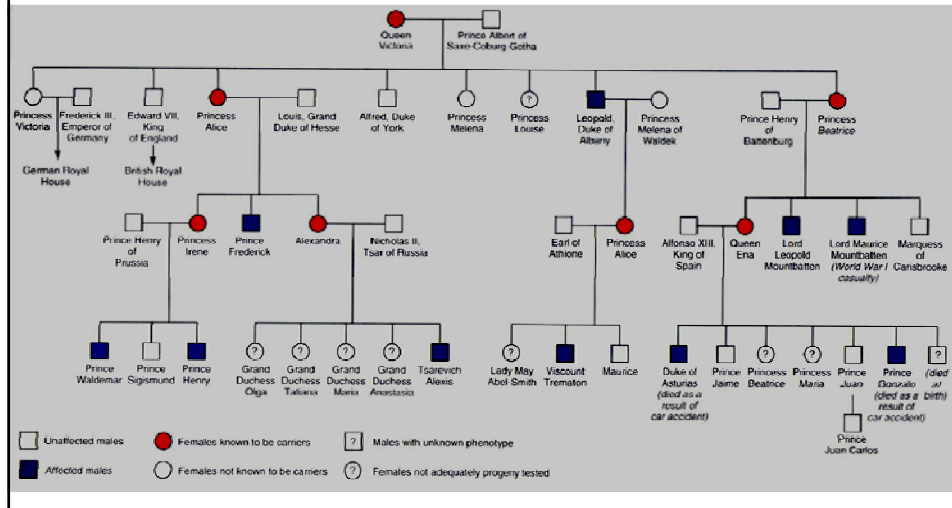 Queen
Victoria
Prince Albert of
Saxe-Coburg Gotha
Princess
Victoria
Frederick III,
Emperor of
Germany
Edward VII,
King
of England
Princess
Alice
Louis, Grand
Duke of Hesse
Alfred, Duke
of York
Princess
Melena
?
Princess
Louise
Leopold,
Duke of
Albany
Princess
Melena of
Waldek
Prince Henry
of
Battenburg
Princess
Beatrice
German Royal
House
British Royal
House
Prince Henry
of
Prussia
Princess
Irene
Prince
Frederick
Alexandra
Nicholas II,
Tsar of Russia
Earl of
Athlone
Princess
Alice
Alfonso XIII,
King of
Spain
Queen
Ena
Lord
Leopold
Mountbatten
Lord Maurice
Mountbatten
(World War I
casualty)
Marquess
of
Carisbrooke
Prince
Waldemar
Prince
Sigismund
Prince
Henry
?
Grand
Duchess
Olga
?
Grand
Duchess
Tatiana
?
Grand
Duchess
Maria
?
Grand
Duchess
Anastasia
Tsarevich
Alexis
?
Lady May
Abel-Smith
Viscount
Trematon
Maurice
Duke of
Asturias
(died as a
result of
car accident)
Prince
Jaime
?
Princess
Beatrice
?
Princess
Maria
Prince
Juan
Prince
Gonzalo
(died as a
result of
car accident)
?
(died
at
birth)
Prince
Juan Carlos
Unaffected males
Females known to be carriers
? Males with unknown phenotype
Affected males
Females not known to be carriers
? Females not adequately progeny tested